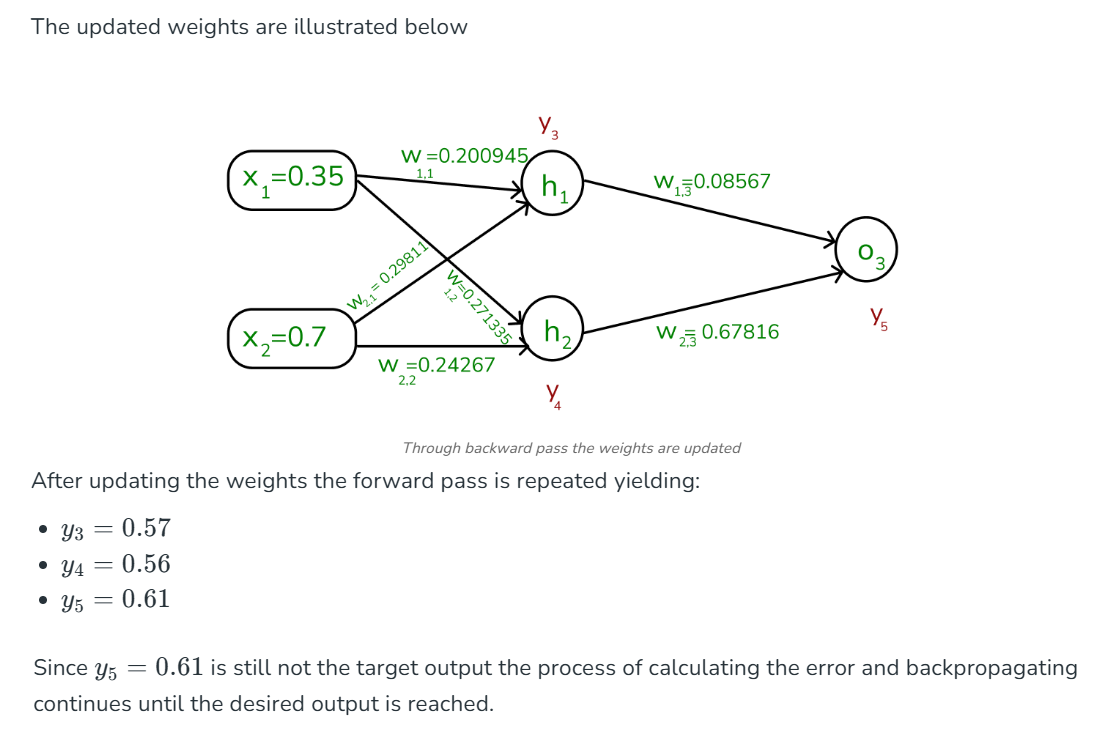 The updated weights are illustrated below
y₃
w₁,₁=0.200945
x₁=0.35
h₁
w₁,₃=0.08567
w₂,₁ = 0.29811
o₃
w₁,₂=0.271335
x₂=0.7
h₂
w₂,₃= 0.67816
y₅
w₂,₂=0.24267
y₄
Through backward pass the weights are updated
After updating the weights the forward pass is repeated yielding:
• y₃ = 0.57
• y₄ = 0.56
• y₅ = 0.61
Since y₅ = 0.61 is still not the target output the process of calculating the error and backpropagating
continues until the desired output is reached.